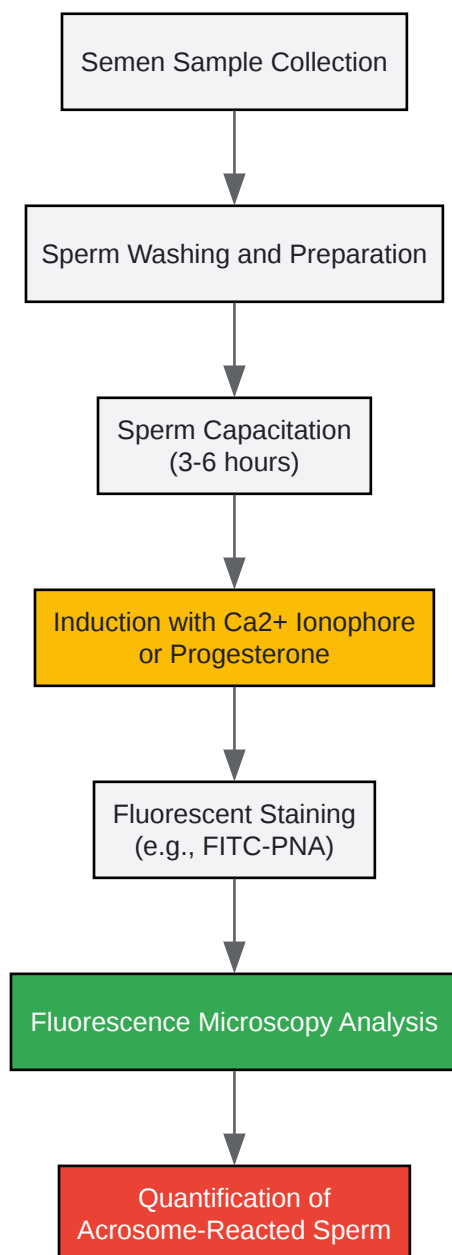 Semen Sample Collection
Sperm Washing and Preparation
Sperm Capacitation
(3-6 hours)
Induction with Ca2+ Ionophore
or Progesterone
Fluorescent Staining
(e.g., FITC-PNA)
Fluorescence Microscopy Analysis
Quantification of
Acrosome-Reacted Sperm